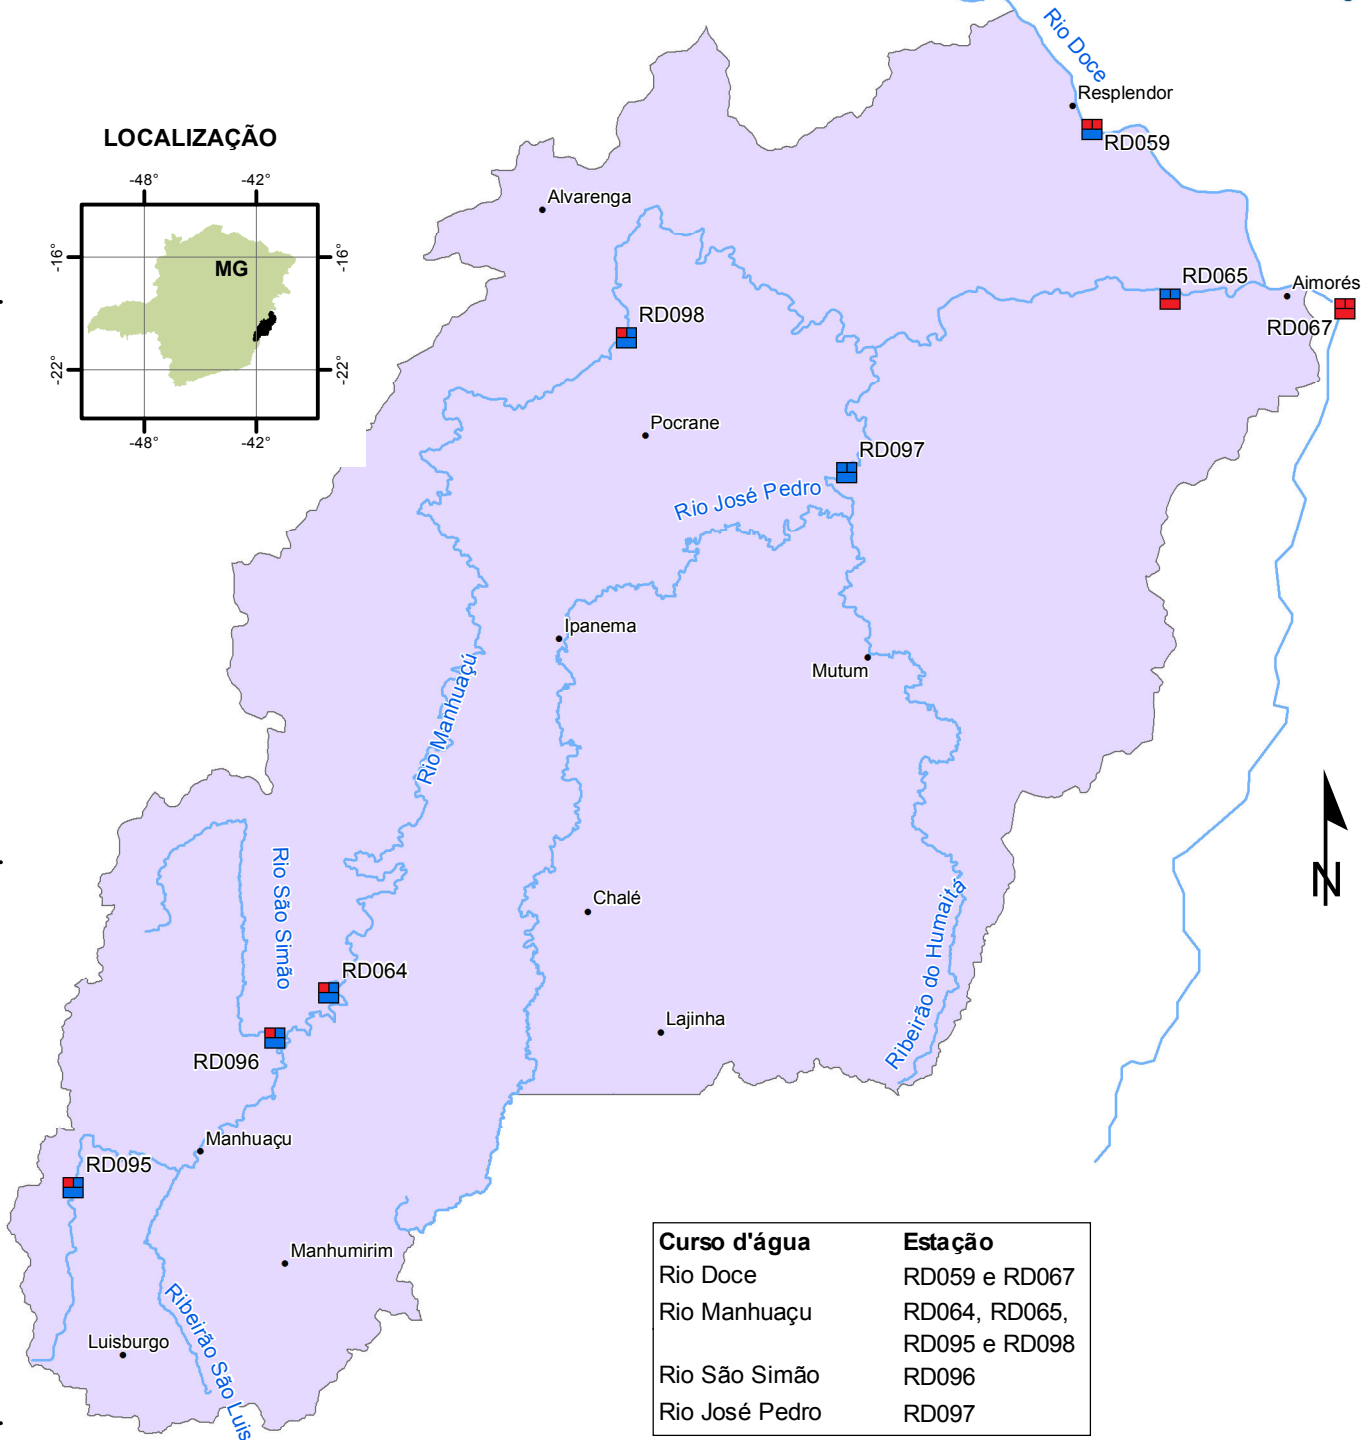 Rio Doce
Resplendor
RD059
LOCALIZAÇÃO
-48°
-42°
-16°
MG
-16°
-22°
-22°
-48°
-42°
Alvarenga
RD065
Aimorés
RD067
RD098
Pocrane
RD097
Rio José Pedro
Ipanema
Mutum
Rio Manhuaçú
Rio São Simão
Chalé
Ribeirão do Humaitá
N
RD064
Lajinha
RD096
Manhuaçu
RD095
Manhumirim
Ribeirão São Luis
Luisburgo
Curso d'água Estação
Rio Doce RD059 e RD067
Rio Manhuaçu RD064, RD065,
RD095 e RD098
Rio São Simão RD096
Rio José Pedro RD097